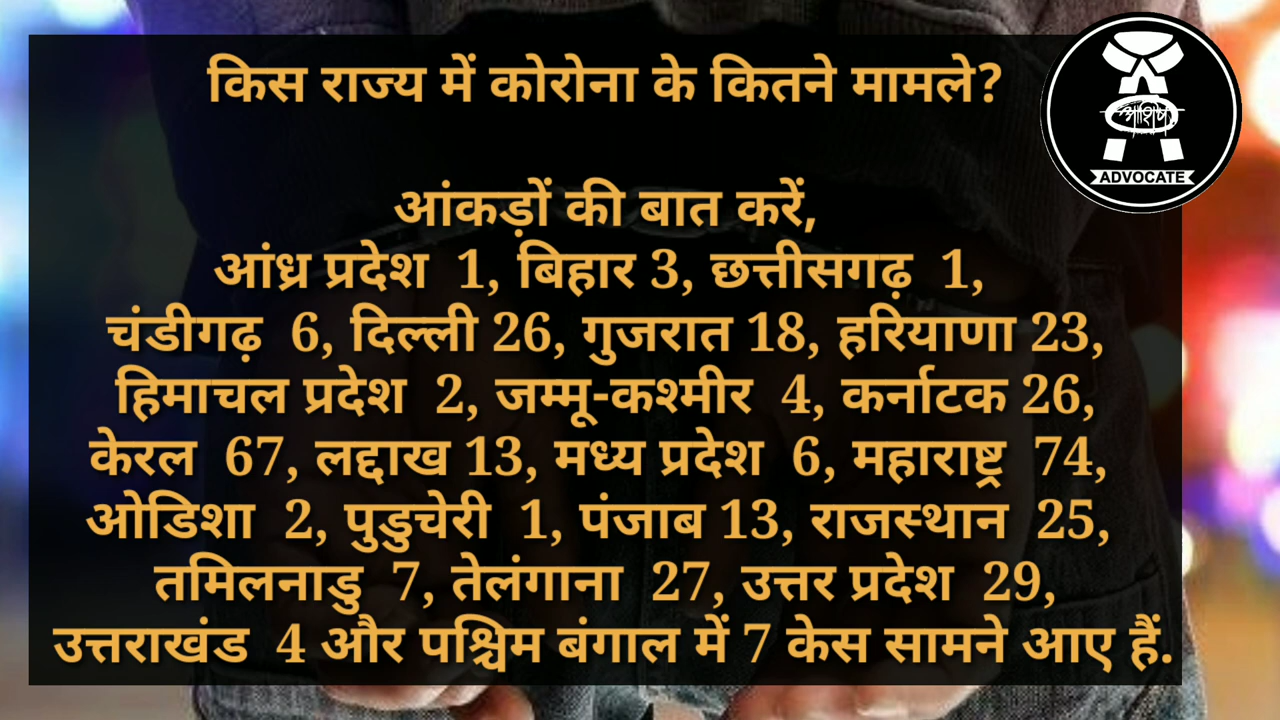 किस राज्य में कोरोना के कितने मामले?
आंकड़ों की बात करें,
आंध्र प्रदेश 1, बिहार 3, छत्तीसगढ़ 1,
चंडीगढ़ 6, दिल्ली 26, गुजरात 18, हरियाणा 23,
हिमाचल प्रदेश 2, जम्मू-कश्मीर 4, कर्नाटक 26,
केरल 67, लद्दाख 13, मध्य प्रदेश 6, महाराष्ट्र 74,
ओडिशा 2, पुडुचेरी 1, पंजाब 13, राजस्थान 25,
तमिलनाडु 7, तेलंगाना 27, उत्तर प्रदेश 29,
उत्तराखंड 4 और पश्चिम बंगाल में 7 केस सामने आए हैं.
ADVOCATE